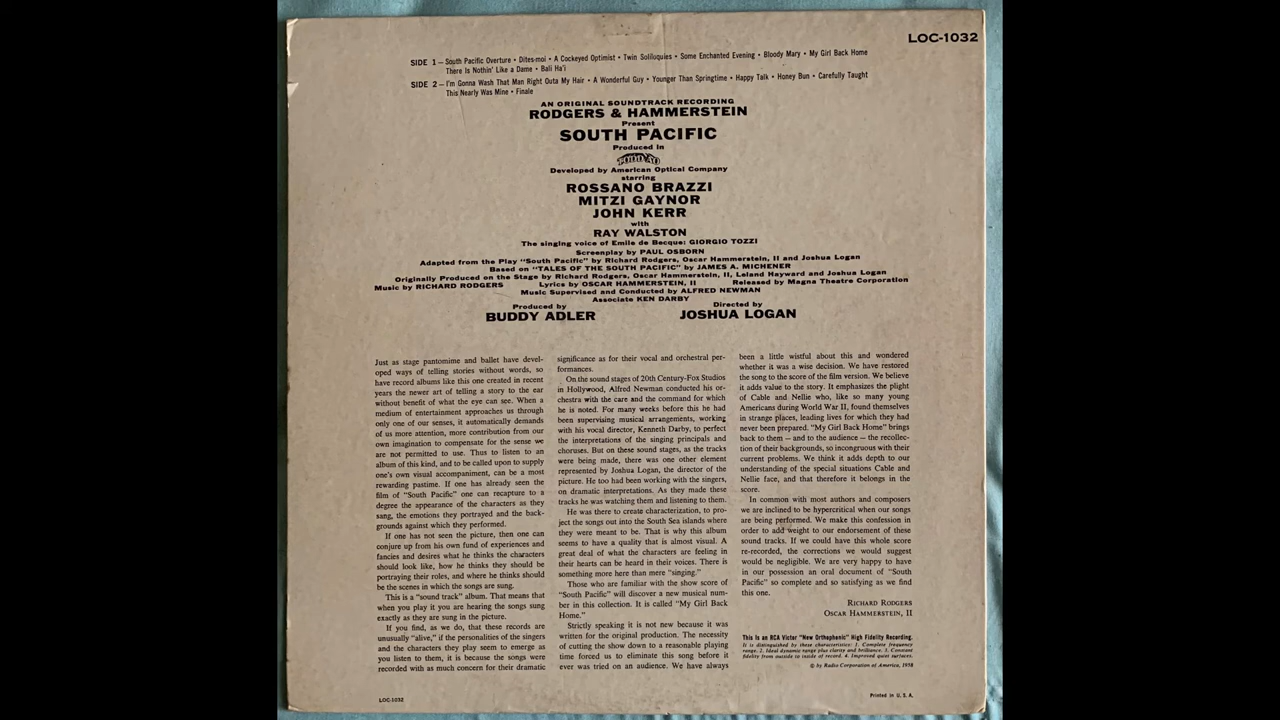 LOC-1032
SIDE 1 – South Pacific Overture • Dites-moi • A Cockeyed Optimist • Twin Soliloquies • Some Enchanted Evening • Bloody Mary • My Girl Back Home
There Is Nothin' Like a Dame • Bali Ha'i
SIDE 2 – I'm Gonna Wash That Man Right Outa My Hair • A Wonderful Guy • Younger Than Springtime • Happy Talk • Honey Bun • Carefully Taught
This Nearly Was Mine • Finale
AN ORIGINAL SOUNDTRACK RECORDING
RODGERS & HAMMERSTEIN
Present
SOUTH PACIFIC
Produced in
TODD-AO
Developed by American Optical Company
starring
ROSSANO BRAZZI
MITZI GAYNOR
JOHN KERR
with
RAY WALSTON
The singing voice of Emile de Becque: GIORGIO TOZZI
Screenplay by PAUL OSBORN
Adapted from the Play "South Pacific" by Richard Rodgers, Oscar Hammerstein, II and Joshua Logan
Based on "TALES OF THE SOUTH PACIFIC" by JAMES A. MICHENER
Originally Produced on the Stage by Richard Rodgers, Oscar Hammerstein, II, Leland Hayward and Joshua Logan
Music by RICHARD RODGERS Lyrics by OSCAR HAMMERSTEIN, II Released by Magna Theatre Corporation
Music Supervised and Conducted by ALFRED NEWMAN
Associate KEN DARBY
Produced by
BUDDY ADLER
Directed by
JOSHUA LOGAN
Just as stage pantomime and ballet have devel-
oped ways of telling stories without words, so
have record albums like this one created in recent
years the newer art of telling a story to the ear
without benefit of what the eye can see. When a
medium of entertainment approaches us through
only one of our senses, it automatically demands
of us more attention, more contribution from our
own imagination to compensate for the sense we
are not permitted to use. Thus to listen to an
album of this kind, and to be called upon to supply
one's own visual accompaniment, can be a most
rewarding pastime. If one has already seen the
film of "South Pacific" one can recapture to a
degree the appearance of the characters as they
sang, the emotions they portrayed and the back-
grounds against which they performed.
If one has not seen the picture, then one can
conjure up from his own fund of experiences and
fancies and desires what he thinks the characters
should look like, how he thinks they should be
portraying their roles, and where he thinks should
be the scenes in which the songs are sung.
This is a "sound track" album. That means that
when you play it you are hearing the songs sung
exactly as they are sung in the picture.
If you find, as we do, that these records are
unusually "alive," if the personalities of the singers
and the characters they play seem to emerge as
you listen to them, it is because the songs were
recorded with as much concern for their dramatic
significance as for their vocal and orchestral per-
formances.
On the sound stages of 20th Century-Fox Studios
in Hollywood, Alfred Newman conducted his or-
chestra with the care and the command for which
he is noted. For many weeks before this he had
been supervising musical arrangements, working
with his vocal director, Kenneth Darby, to perfect
the interpretations of the singing principals and
choruses. But on these sound stages, as the tracks
were being made, there was one other element
represented by Joshua Logan, the director of the
picture. He too had been working with the singers,
on dramatic interpretations. As they made these
tracks he was watching them and listening to them.
He was there to create characterization, to pro-
ject the songs out into the South Sea islands where
they were meant to be. That is why this album
seems to have a quality that is almost visual. A
great deal of what the characters are feeling in
their hearts can be heard in their voices. There is
something more here than mere "singing."
Those who are familiar with the show score of
"South Pacific" will discover a new musical num-
ber in this collection. It is called "My Girl Back
Home."
Strictly speaking it is not new because it was
written for the original production. The necessity
of cutting the show down to a reasonable playing
time forced us to eliminate this song before it
ever was tried on an audience. We have always
been a little wistful about this and wondered
whether it was a wise decision. We have restored
the song to the score of the film version. We believe
it adds value to the story. It emphasizes the plight
of Cable and Nellie who, like so many young
Americans during World War II, found themselves
in strange places, leading lives for which they had
never been prepared. "My Girl Back Home" brings
back to them – and to the audience – the recollec-
tion of their backgrounds, so incongruous with their
current problems. We think it adds depth to our
understanding of the special situations Cable and
Nellie face, and that therefore it belongs in the
score.
In common with most authors and composers
we are inclined to be hypercritical when our songs
are being performed. We make this confession in
order to add weight to our endorsement of these
sound tracks. If we could have this whole score
re-recorded, the corrections we would suggest
would be negligible. We are very happy to have
in our possession an oral document of "South
Pacific" so complete and so satisfying as we find
this one.
RICHARD RODGERS
OSCAR HAMMERSTEIN, II
This Is an RCA Victor "New Orthophonic" High Fidelity Recording.
It is distinguished by these characteristics: 1. Complete frequency
range. 2. Ideal dynamic range plus clarity and brilliance. 3. Constant
fidelity from outside to inside of record. 4. Improved quiet surfaces.
© by Radio Corporation of America, 1958
LOC-1032
Printed in U. S. A.